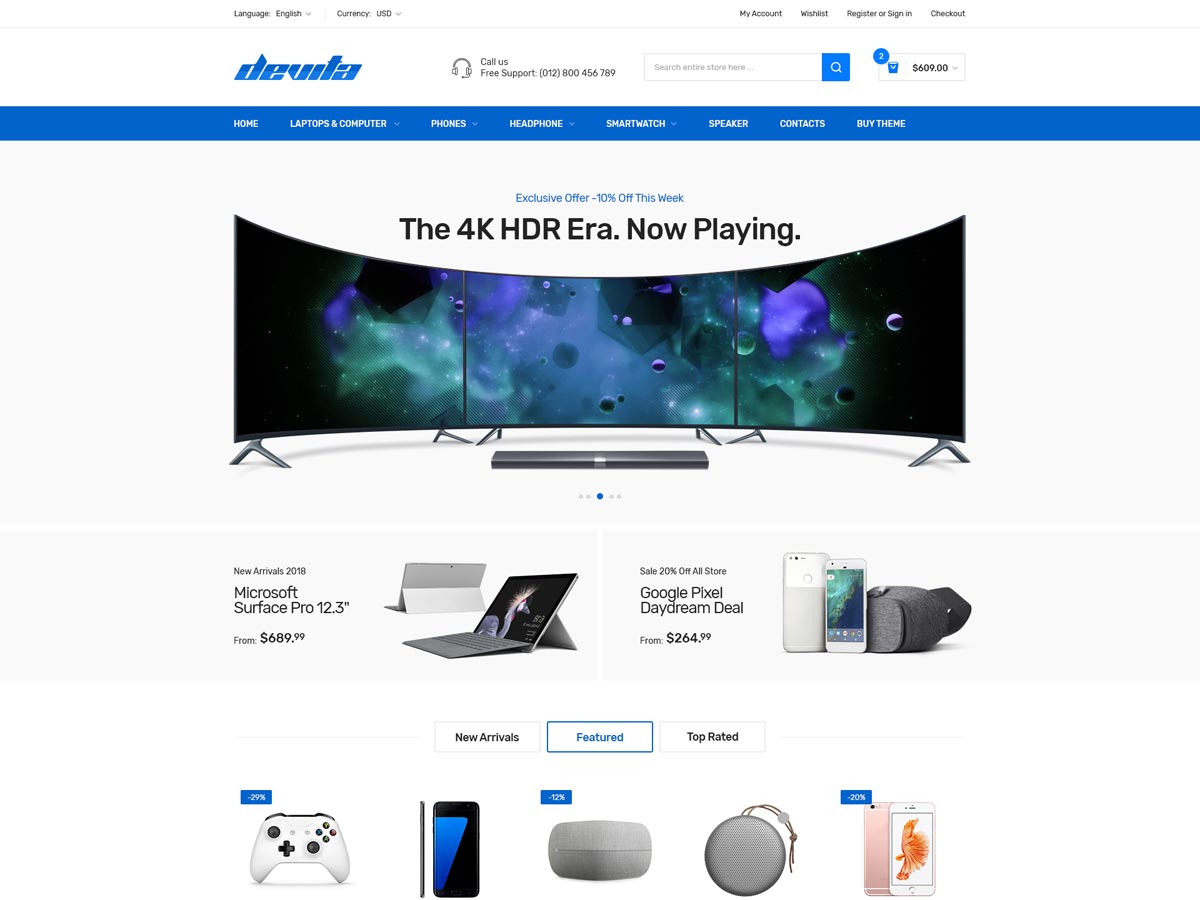 Language: English
Currency: USD
My Account
Wishlist
Register or Sign in
Checkout
devita
Call us
Free Support: (012) 800 456 789
Search entire store here ...
2
$609.00
HOME
LAPTOPS & COMPUTER
PHONES
HEADPHONE
SMARTWATCH
SPEAKER
CONTACTS
BUY THEME
Exclusive Offer -10% Off This Week
The 4K HDR Era. Now Playing.
New Arrivals 2018
Microsoft
Surface Pro 12.3"
From: $689.99
Sale 20% Off All Store
Google Pixel
Daydream Deal
From: $264.99
New Arrivals
Featured
Top Rated
-29%
-12%
-20%